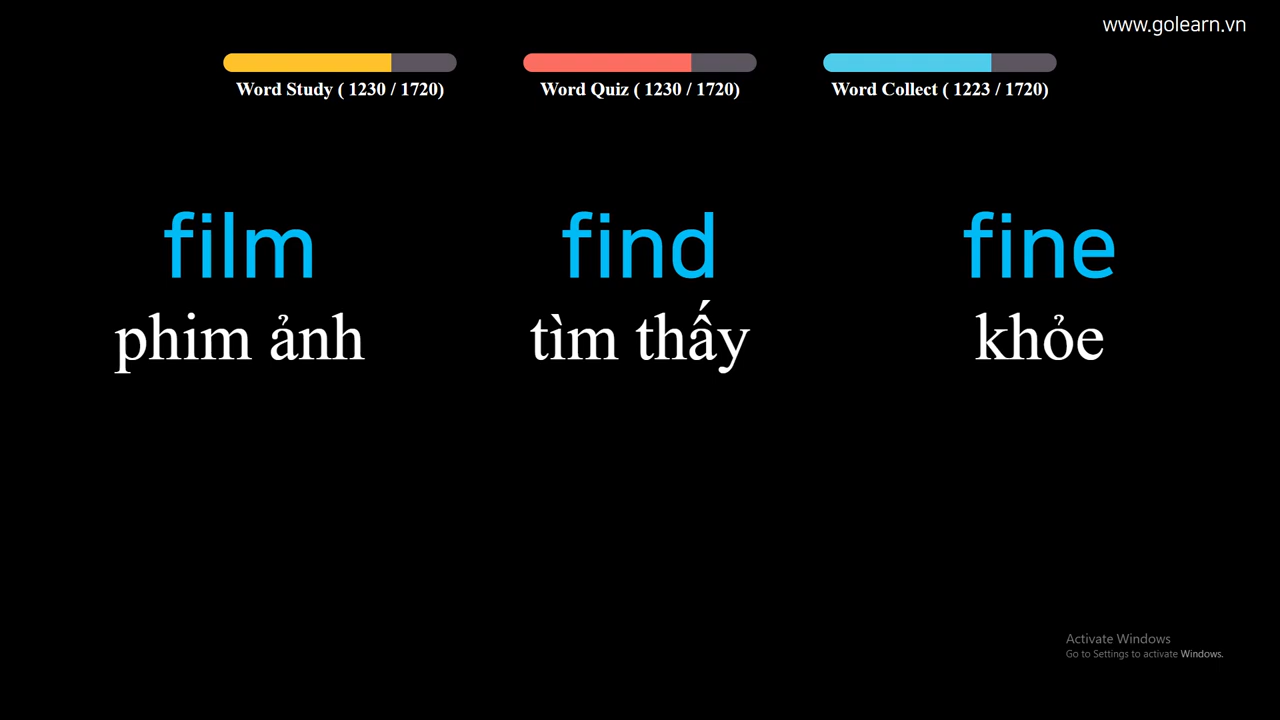 www.golearn.vn
Word Study ( 1230 / 1720)
Word Quiz ( 1230 / 1720)
Word Collect ( 1223 / 1720)
film
find
fine
phim ảnh
tìm thấy
khỏe
Activate Windows
Go to Settings to activate Windows.